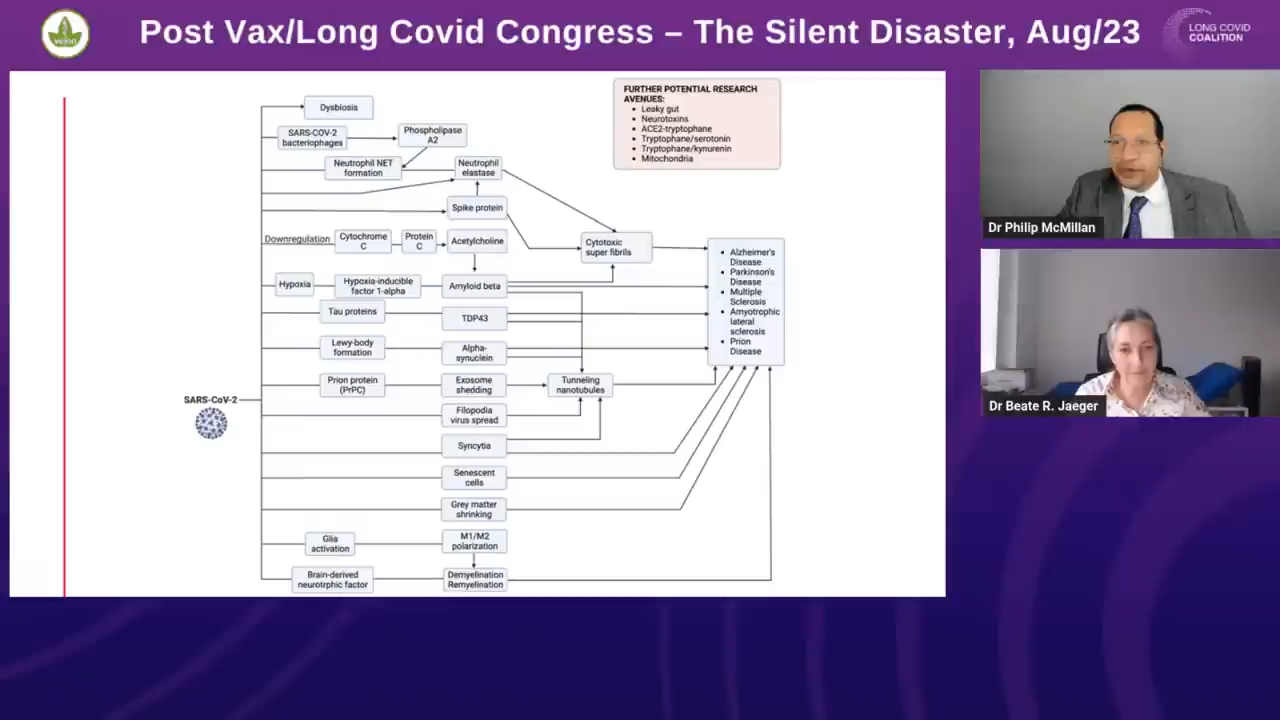 Post Vax/Long Covid Congress – The Silent Disaster, Aug/23
LONG COVID
COALITION
Dysbiosis
SARS-COV-2
bacteriophages
Phospholipase
A2
Neutrophil NET
formation
Neutrophil
elastase
Spike protein
Downregulation
Cytochrome
C
Protein
C
Acetylcholine
Hypoxia
Hypoxia-inducible
factor 1-alpha
Amyloid beta
Tau proteins
TDP43
Lewy-body
formation
Alpha-
synuclein
Prion protein
(PrPC)
Exosome
shedding
Tunneling
nanotubules
SARS-CoV-2
Filopodia
virus spread
Syncytia
Senescent
cells
Grey matter
shrinking
Glia
activation
M1/M2
polarization
Brain-derived
neurotrphic factor
Demyelination
Remyelination
Cytotoxic
super fibrils
• Alzheimer's
Disease
• Parkinson's
Disease
• Multiple
Sclerosis
• Amyotrophic
lateral
sclerosis
• Prion
Disease
FURTHER POTENTIAL RESEARCH
AVENUES:
• Leaky gut
• Neurotoxins
• ACE2-tryptophane
• Tryptophane/serotonin
• Tryptophane/kynurenin
• Mitochondria
Dr Philip McMillan
Dr Beate R. Jaeger